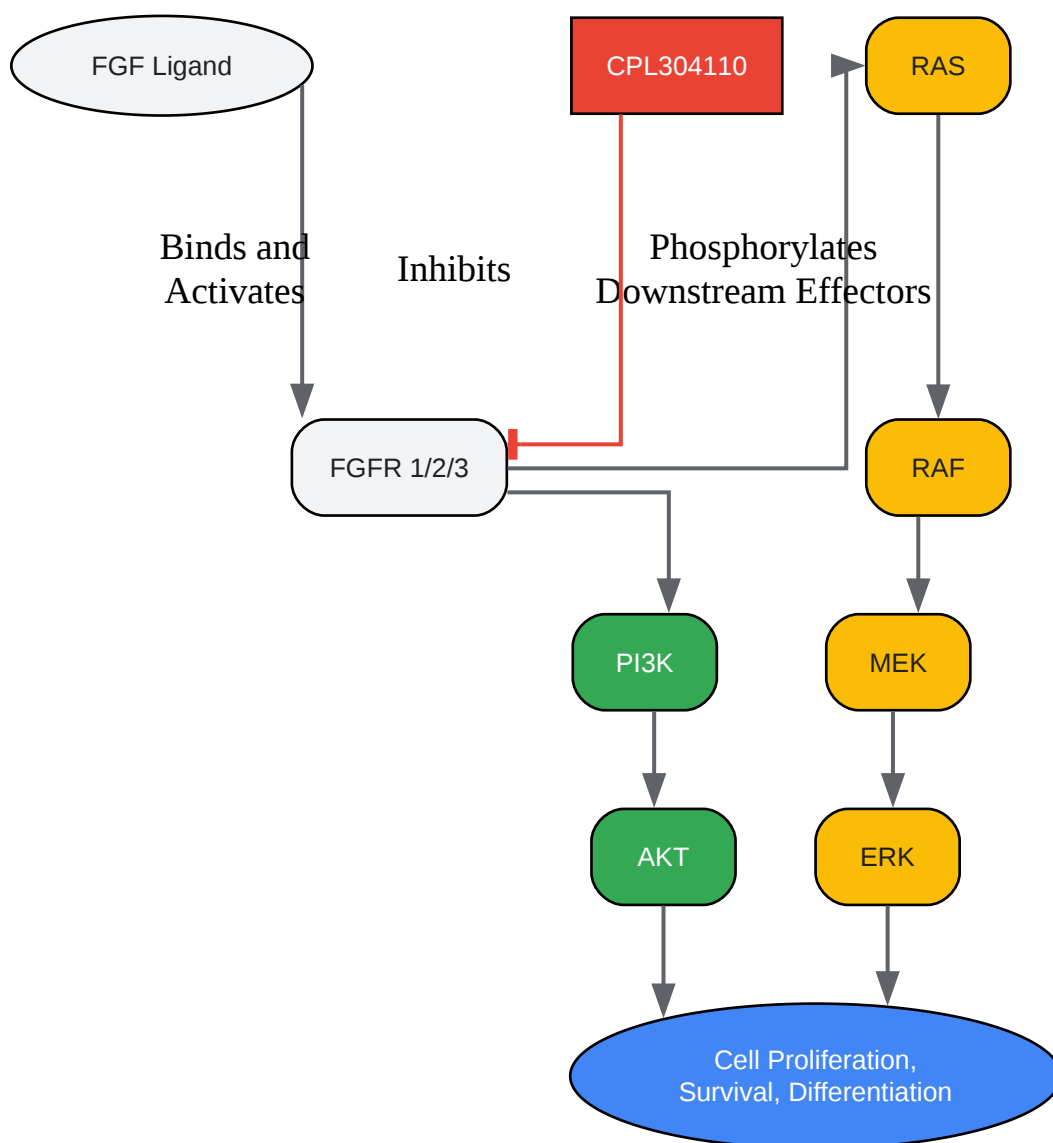 FGF Ligand
CPL304110
RAS
Binds and
Activates
Inhibits
Phosphorylates
Downstream Effectors
FGFR 1/2/3
RAF
PI3K
MEK
AKT
ERK
Cell Proliferation,
Survival, Differentiation